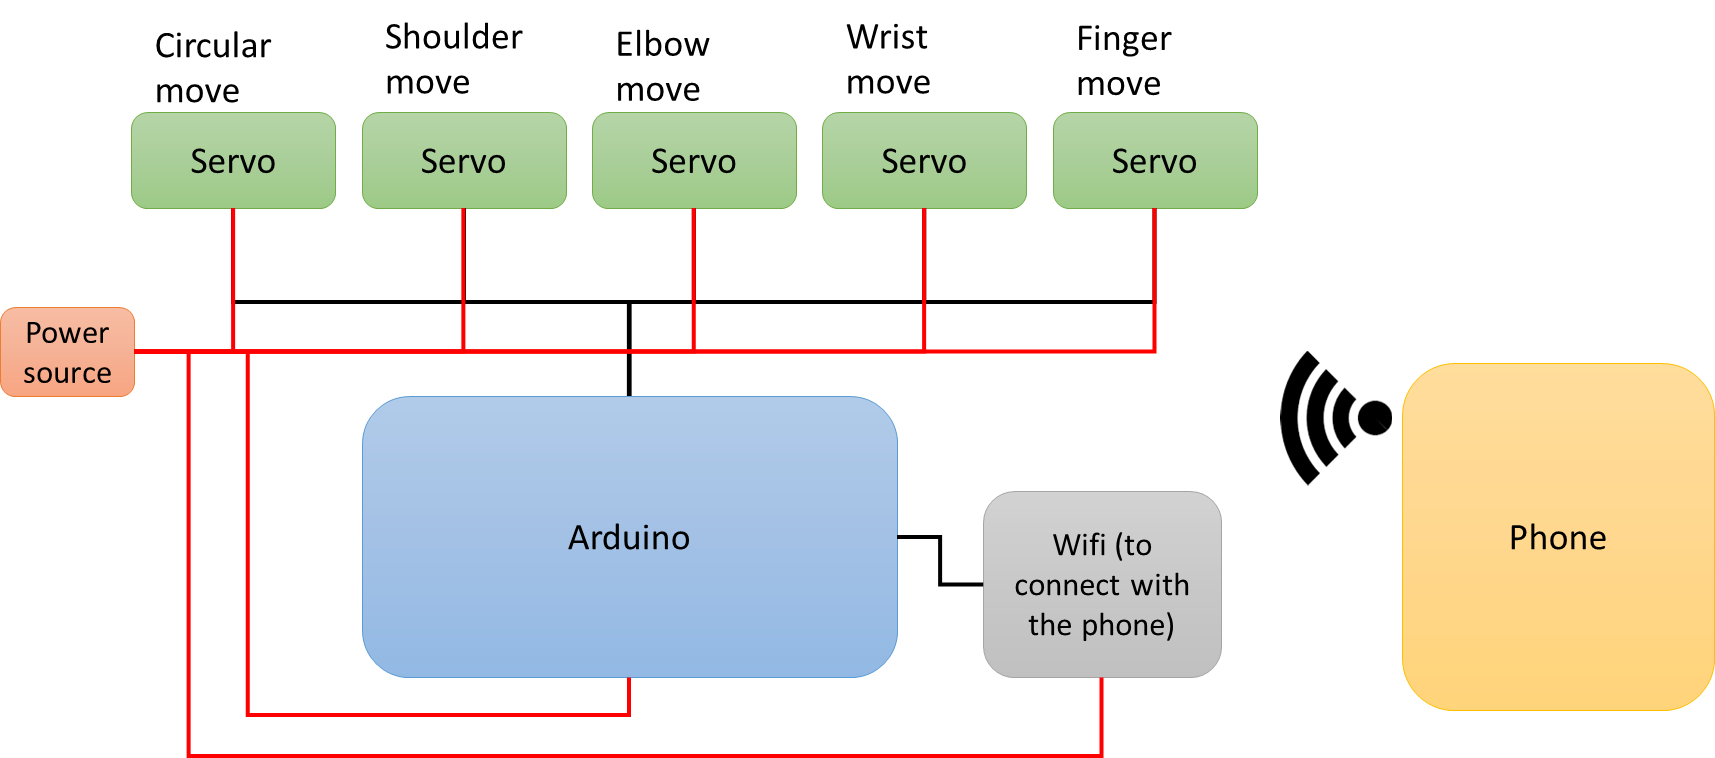 Circular
move
Shoulder
move
Elbow
move
Wrist
move
Finger
move
Servo
Servo
Servo
Servo
Servo
Power
source
Arduino
Wifi (to
connect with
the phone)
Phone